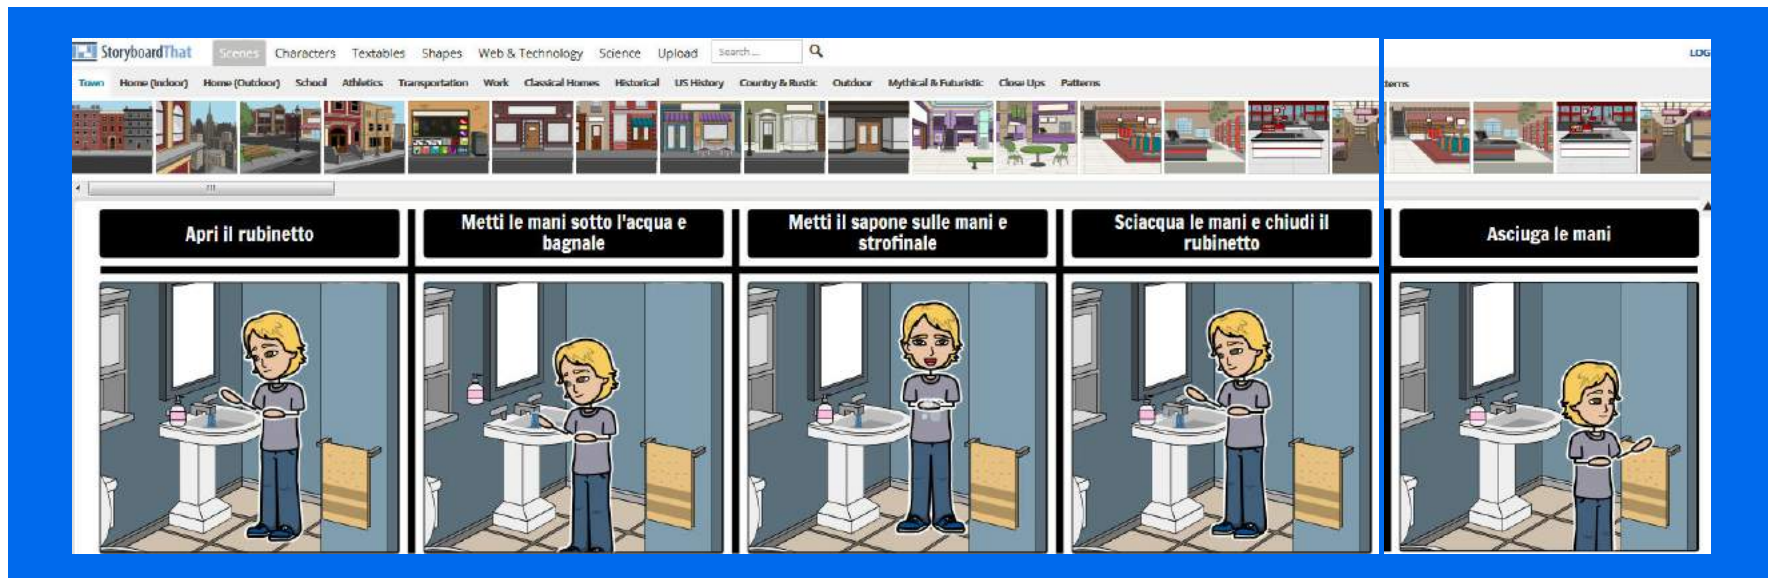 StoryboardThat Scenes Characters Textables Shapes Web & Technology Science Upload Search ...
Town Home (Indoor) Home (Outdoor) School Athletics Transportation Work Classical Homes Historical US History Country & Rustic Outdoor Mythical & Futuristic Close Ups Patterns
LOG
terns
Apri il rubinetto
Metti le mani sotto l'acqua e
bagnale
Metti il sapone sulle mani e
strofinale
Sciacqua le mani e chiudi il
rubinetto
Asciuga le mani